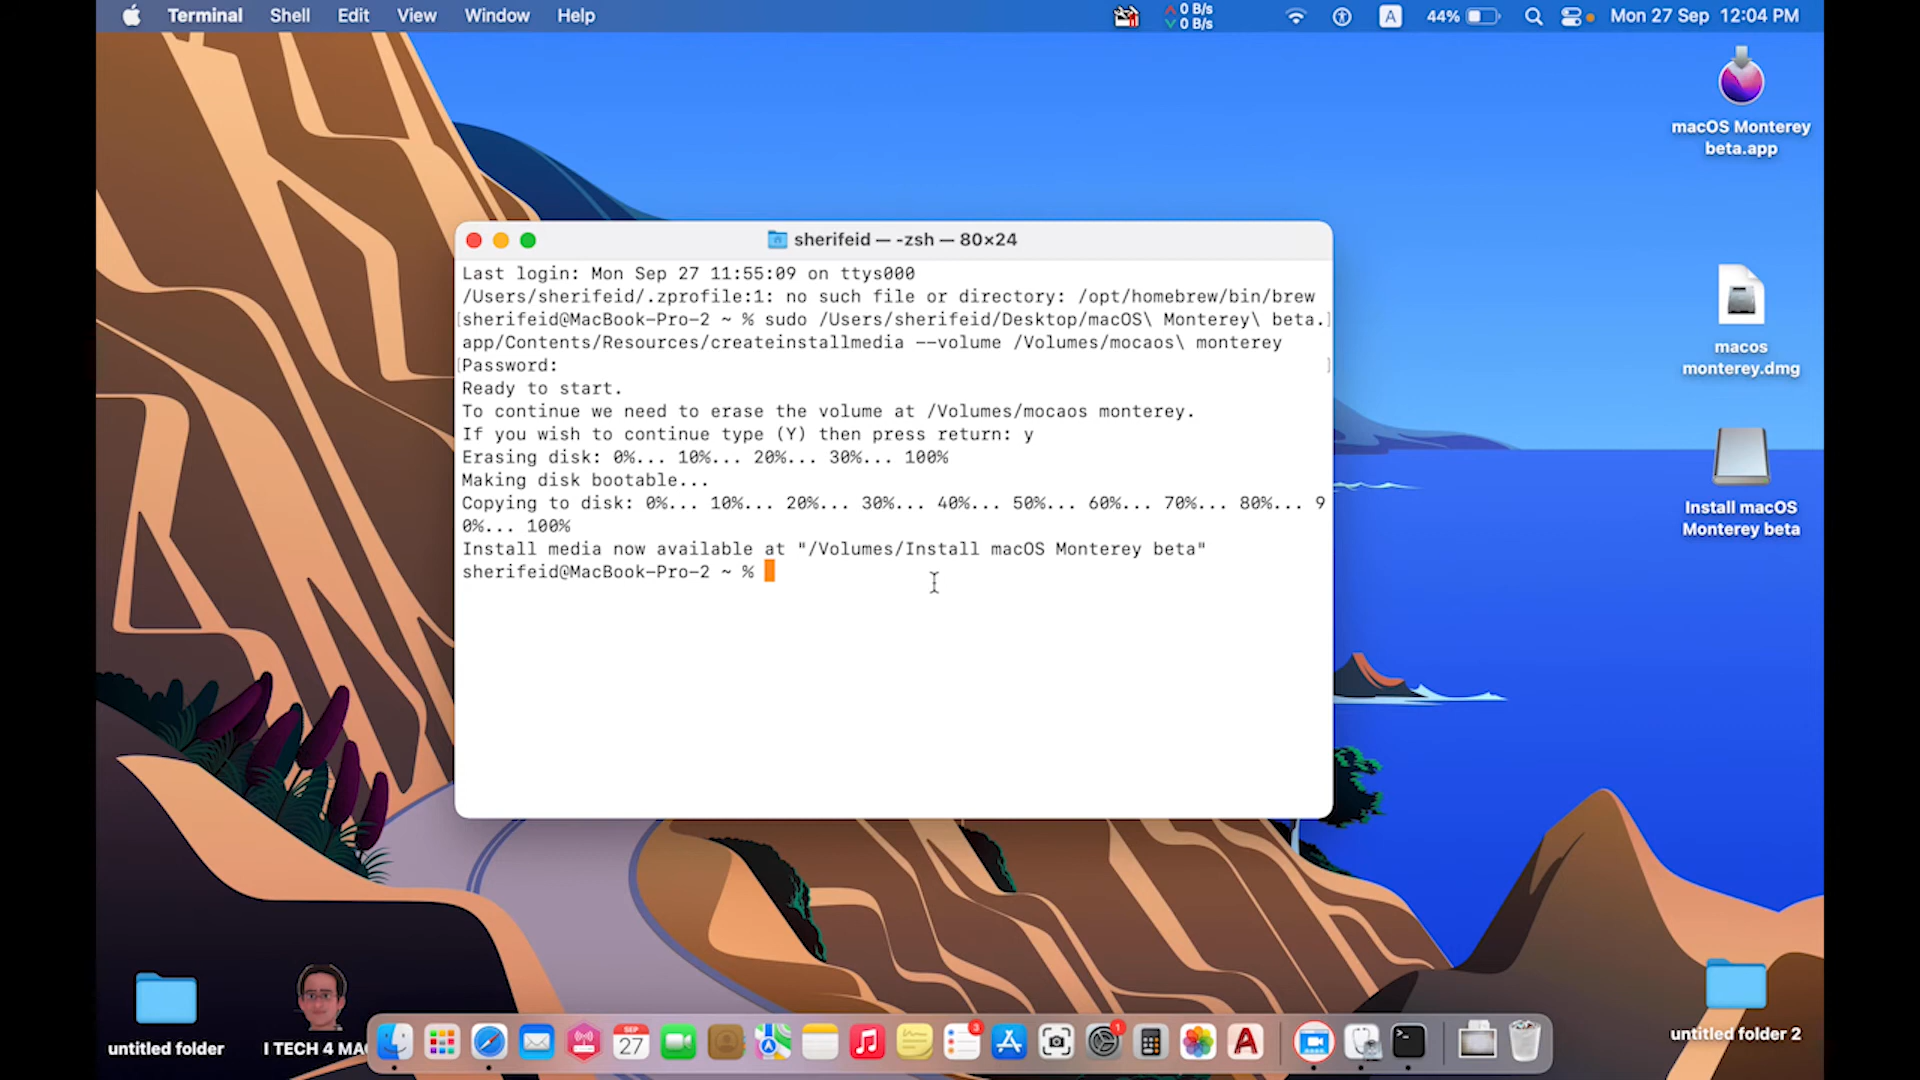 Terminal Shell Edit View Window Help
0 B/s
0 B/s
A
44%
Mon 27 Sep 12:04 PM
macOS Monterey
beta.app
sherifeid — -zsh — 80×24
Last login: Mon Sep 27 11:55:09 on ttys000
/Users/sherifeid/.zprofile:1: no such file or directory: /opt/homebrew/bin/brew
[sherifeid@MacBook-Pro-2 ~ % sudo /Users/sherifeid/Desktop/macOS\ Monterey\ beta.]
app/Contents/Resources/createinstallmedia --volume /Volumes/mocaos\ monterey
[Password: ]
Ready to start.
To continue we need to erase the volume at /Volumes/mocaos monterey.
If you wish to continue type (Y) then press return: y
Erasing disk: 0%... 10%... 20%... 30%... 100%
Making disk bootable...
Copying to disk: 0%... 10%... 20%... 30%... 40%... 50%... 60%... 70%... 80%... 9
0%... 100%
Install media now available at "/Volumes/Install macOS Monterey beta"
sherifeid@MacBook-Pro-2 ~ %
macos
monterey.dmg
Install macOS
Monterey beta
untitled folder
I TECH 4 MA
SEP
27
3
1
untitled folder 2